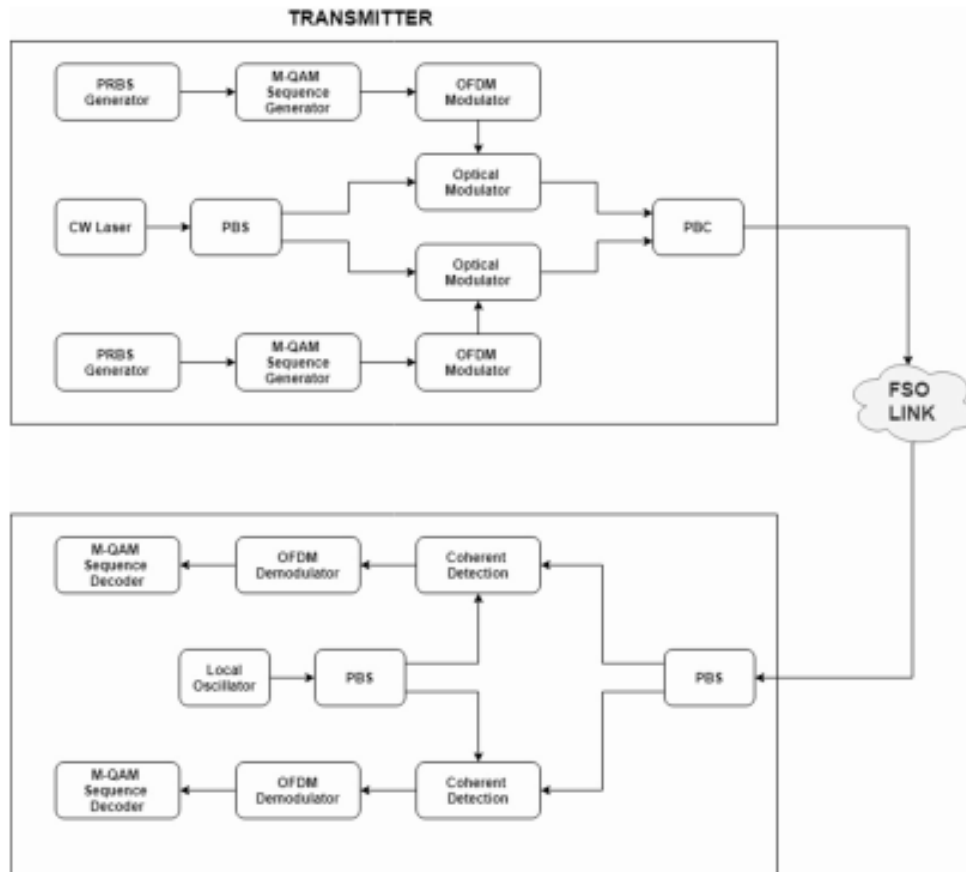 TRANSMITTER
PRBS
Generator
M-QAM
Sequence
Generator
OFDM
Modulator
Optical
Modulator
CW Laser
PBS
PBC
Optical
Modulator
PRBS
Generator
M-QAM
Sequence
Generator
OFDM
Modulator
FSO
LINK
M-QAM
Sequence
Decoder
OFDM
Demodulator
Coherent
Detection
Local
Oscillator
PBS
PBS
M-QAM
Sequence
Decoder
OFDM
Demodulator
Coherent
Detection